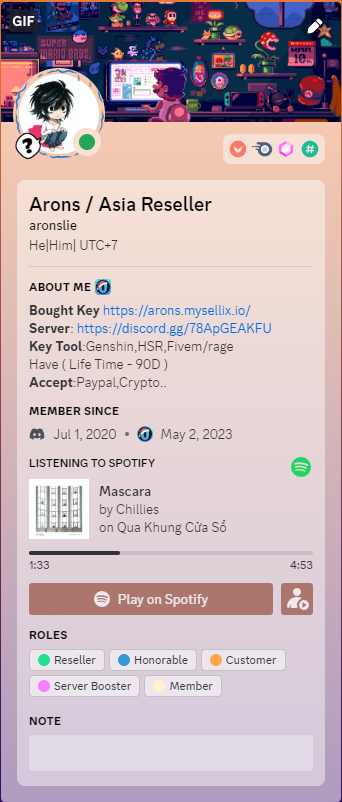 GIF
SUPER
MARIO BROS.
MAR
10
?
#
Arons / Asia Reseller
aronslie
He|Him| UTC+7
ABOUT ME
Bought Key https://arons.mysellix.io/
Server: https://discord.gg/78ApGEAKFU
Key Tool:Genshin,HSR,Fivem/rage
Have ( Life Time - 90D )
Accept:Paypal,Crypto..
MEMBER SINCE
Jul 1, 2020 • May 2, 2023
LISTENING TO SPOTIFY
Mascara
by Chillies
on Qua Khung Cửa Sổ
1:33 4:53
Play on Spotify
ROLES
Reseller Honorable Customer
Server Booster Member
NOTE